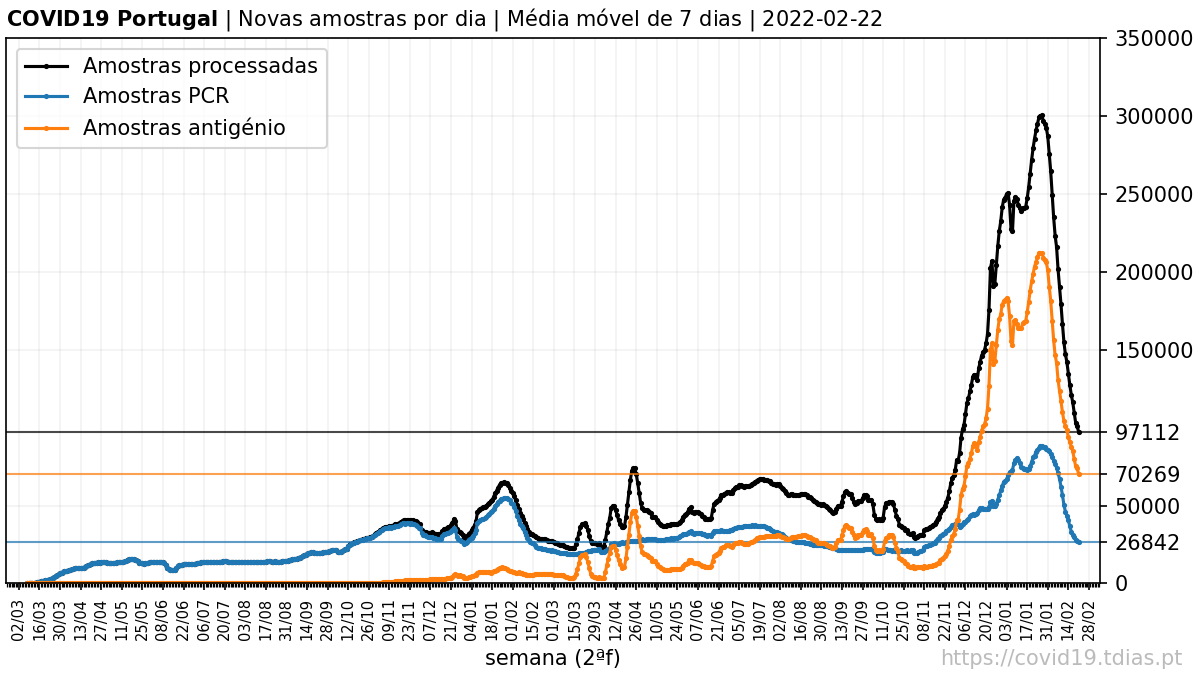 COVID19 Portugal | Novas amostras por dia | Média móvel de 7 dias | 2022-02-22
Amostras processadas
Amostras PCR
Amostras antigénio
350000
300000
250000
200000
150000
97112
70269
50000
26842
0
02/03 16/03 30/03 13/04 27/04 11/05 25/05 08/06 22/06 06/07 20/07 03/08 17/08 31/08 14/09 28/09 12/10 26/10 09/11 23/11 07/12 21/12 04/01 18/01 01/02 15/02 01/03 15/03 29/03 12/04 26/04 10/05 24/05 07/06 21/06 05/07 19/07 02/08 16/08 30/08 13/09 27/09 11/10 25/10 08/11 22/11 06/12 20/12 03/01 17/01 31/01 14/02 28/02
semana (2ªf)
https://covid19.tdias.pt